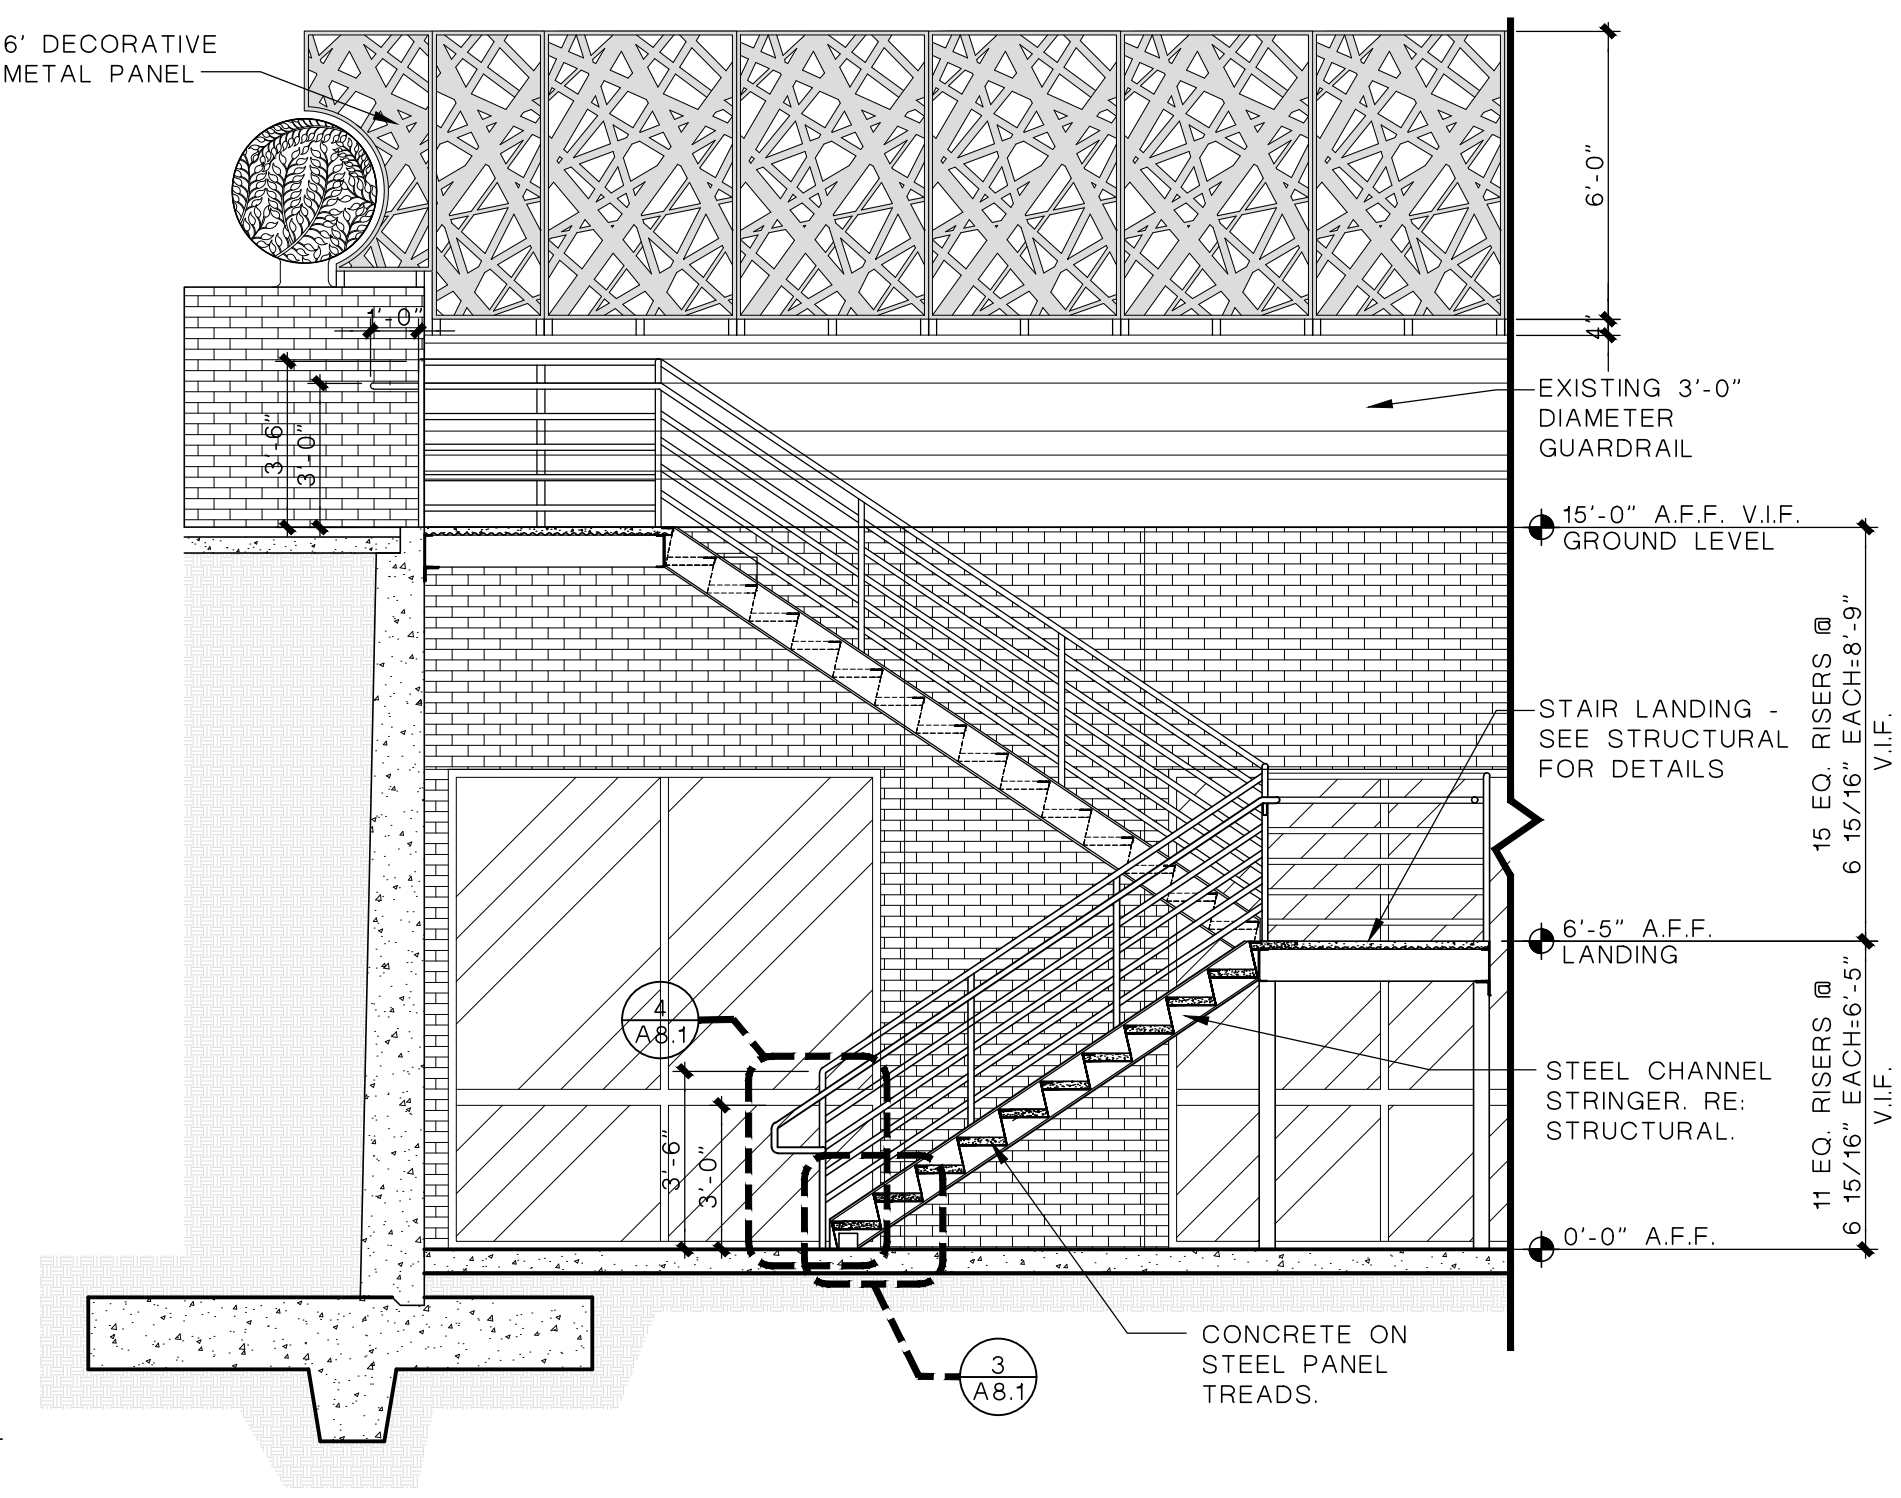 6' DECORATIVE
METAL PANEL
6'-0"
4"
1'-0"
3'-6"
3'-0"
EXISTING 3'-0"
DIAMETER
GUARDRAIL
15'-0" A.F.F. V.I.F.
GROUND LEVEL
15 EQ. RISERS @
6 15/16" EACH=8'-9"
V.I.F.
STAIR LANDING -
SEE STRUCTURAL
FOR DETAILS
6'-5" A.F.F.
LANDING
11 EQ. RISERS @
6 15/16" EACH=6'-5"
V.I.F.
4
A8.1
3'-6"
3'-0"
STEEL CHANNEL
STRINGER. RE:
STRUCTURAL.
0'-0" A.F.F.
3
A8.1
CONCRETE ON
STEEL PANEL
TREADS.